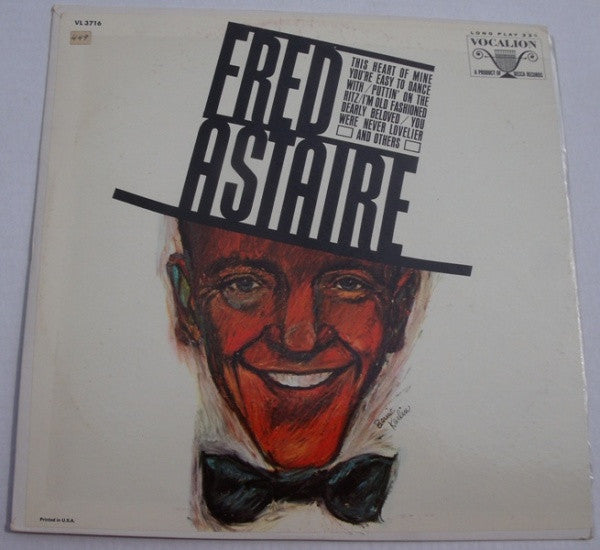 VL 3716
LONG PLAY 33⅓
VOCALION
A PRODUCT OF DECCA RECORDS
FRED
ASTAIRE
THIS HEART OF MINE
YOU'RE EASY TO DANCE
WITH/PUTTIN' ON THE
RITZ/I'M OLD FASHIONED
DEARLY BELOVED/YOU
WERE NEVER LOVELIER
AND OTHERS
Printed in U.S.A.